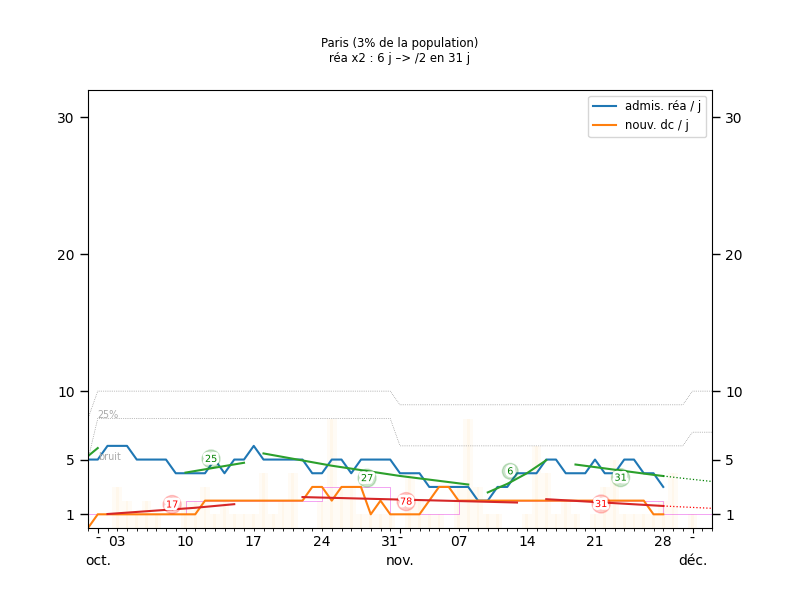 Paris (3% de la population)
réa x2 : 6 j –> /2 en 31 j
admis. réa / j
nouv. dc / j
30 30
20 20
10 10
25%
5 bruit 25 27 6 31 5
1 17 78 31 1
- 03 10 17 24 31- 07 14 21 28 -
oct. nov. déc.